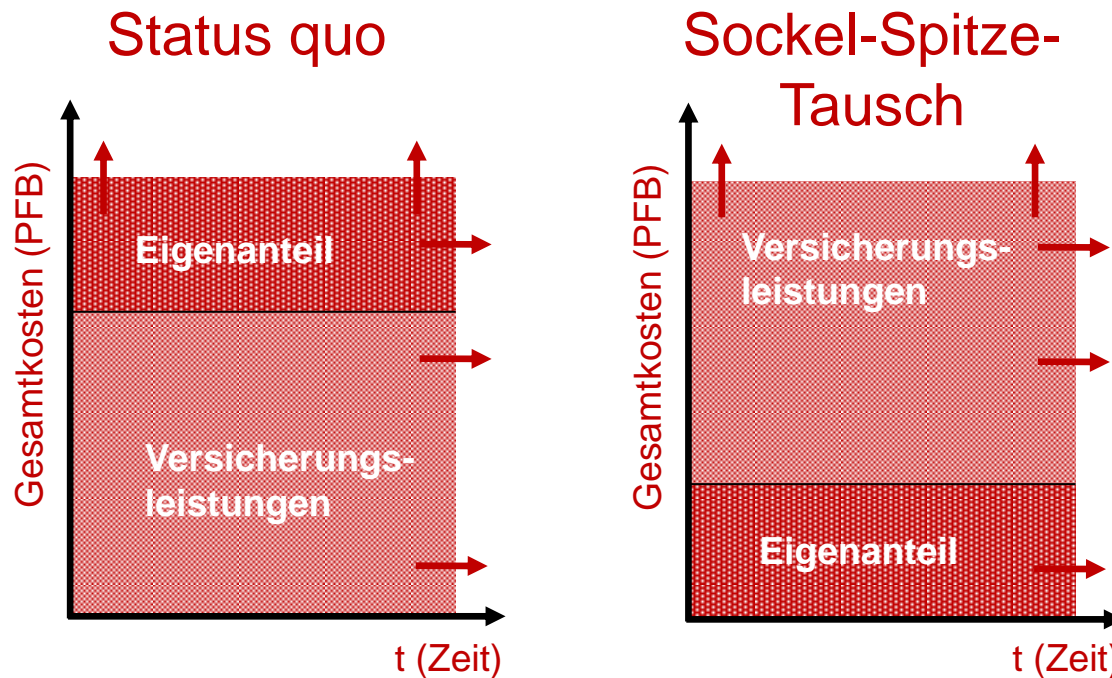 Status quo
Gesamtkosten (PFB)
Eigenanteil
Versicherungs-
leistungen
t (Zeit)
Sockel-Spitze-
Tausch
Gesamtkosten (PFB)
Versicherungs-
leistungen
Eigenanteil
t (Zeit)